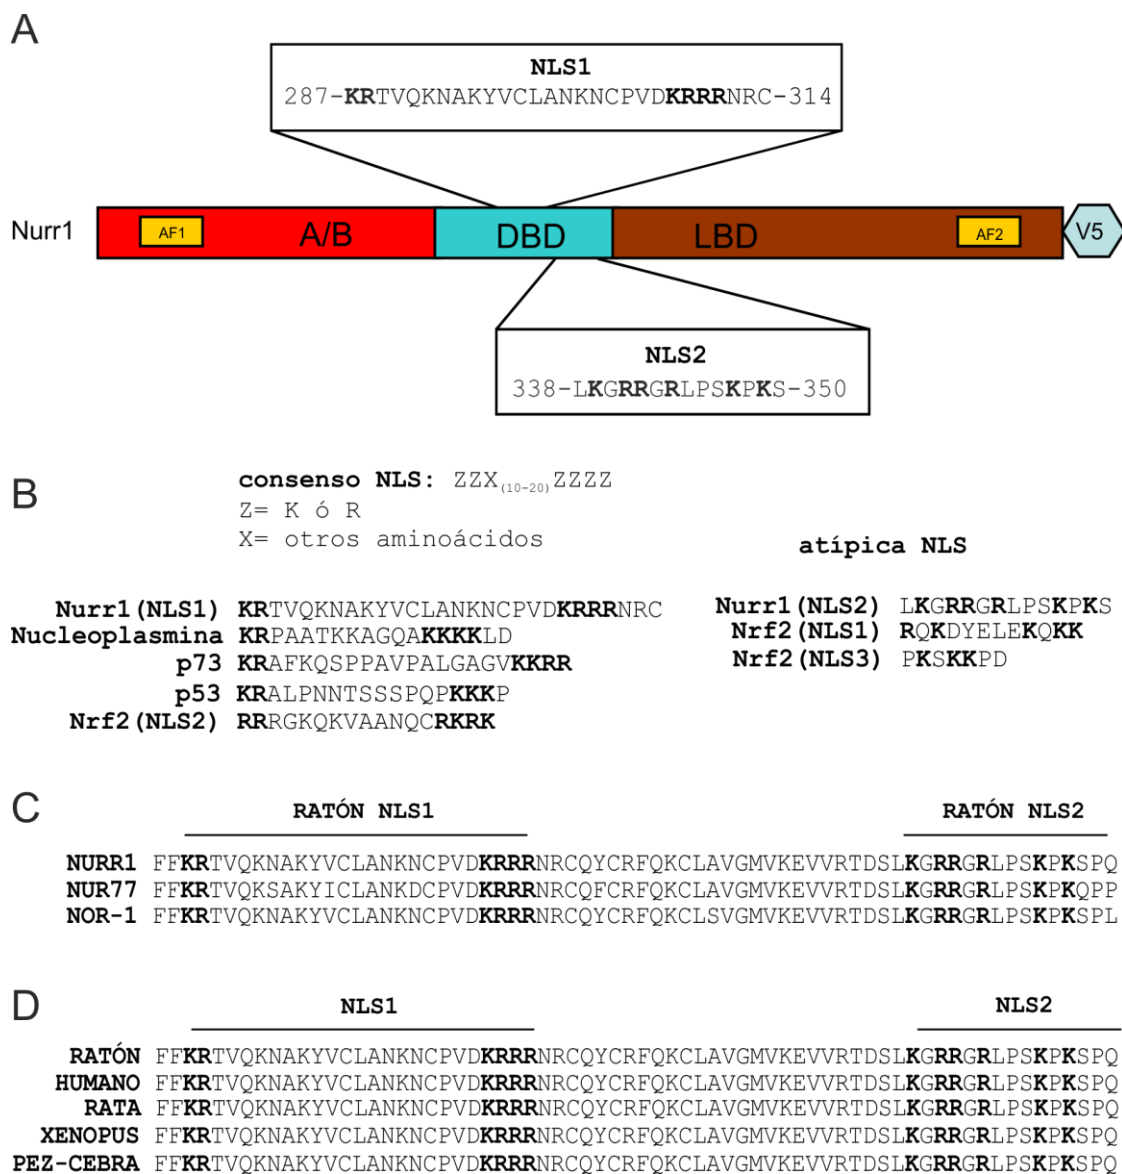 A
NLS1
287-KRTVQKNAKYVCLANKNCPVDKRRRNRC-314
Nurr1
AF1
A/B
DBD
LBD
AF2
V5
NLS2
338-LKGRRGRLPSKPKS-350
B
consenso NLS: ZZX(10-20)ZZZZ
Z= K ó R
X= otros aminoácidos
atípica NLS
Nurr1(NLS1) KRTVQKNAKYVCLANKNCPVDKRRRNRC
Nucleoplasmina KRPAATKKAGQAKKKKLD
p73 KRAFKQSPPAVPALGAGVKKRR
p53 KRALPNNTSSSPQPKKKP
Nrf2(NLS2) RRRGKQKVAANQCRKRK
Nurr1(NLS2) LKGRRGRLPSKPKS
Nrf2(NLS1) RQKDYELEKQKK
Nrf2(NLS3) PKSKKPD
C
RATÓN NLS1 RATÓN NLS2
NURR1 FFKRTVQKNAKYVCLANKNCPVDKRRRNRCQYCRFQKCLAVGMVKEVVRTDSLKGRRGRLPSKPKSPQ
NUR77 FFKRTVQKSAKYICLANKDCPVDKRRRNRCQFCRFQKCLAVGMVKEVVRTDSLKGRRGRLPSKPKQPP
NOR-1 FFKRTVQKNAKYVCLANKNCPVDKRRRNRCQYCRFQKCLSVGMVKEVVRTDSLKGRRGRLPSKPKSPL
D
NLS1 NLS2
RATÓN FFKRTVQKNAKYVCLANKNCPVDKRRRNRCQYCRFQKCLAVGMVKEVVRTDSLKGRRGRLPSKPKSPQ
HUMANO FFKRTVQKNAKYVCLANKNCPVDKRRRNRCQYCRFQKCLAVGMVKEVVRTDSLKGRRGRLPSKPKSPQ
RATA FFKRTVQKNAKYVCLANKNCPVDKRRRNRCQYCRFQKCLAVGMVKEVVRTDSLKGRRGRLPSKPKSPQ
XENOPUS FFKRTVQKNAKYVCLANKNCPVDKRRRNRCQYCRFQKCLAVGMVKEVVRTDSLKGRRGRLPSKPKSPQ
PEZ-CEBRA FFKRTVQKNAKYVCLANKNCPVDKRRRNRCQYCRFQKCLAVGMVKEVVRTDSLKGRRGRLPSKPKSPQ